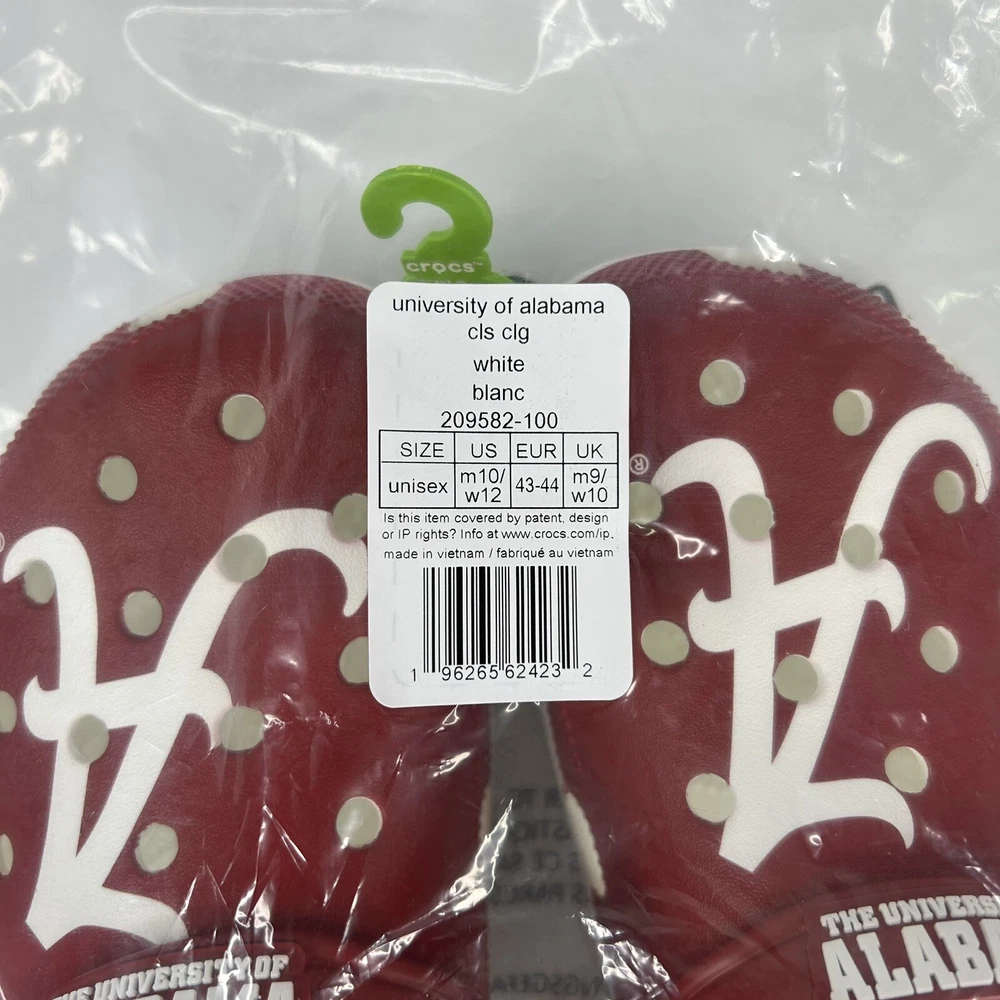 crocs™
university of alabama
cls clg
white
blanc
209582-100
SIZE US EUR UK
unisex m10/ w12 43-44 m9/ w10
Is this item covered by patent, design
or IP rights? Info at www.crocs.com/ip.
made in vietnam / fabriqué au vietnam
1 96265 62423 2
®
THE UNIVERSITY OF
THE
ALABA